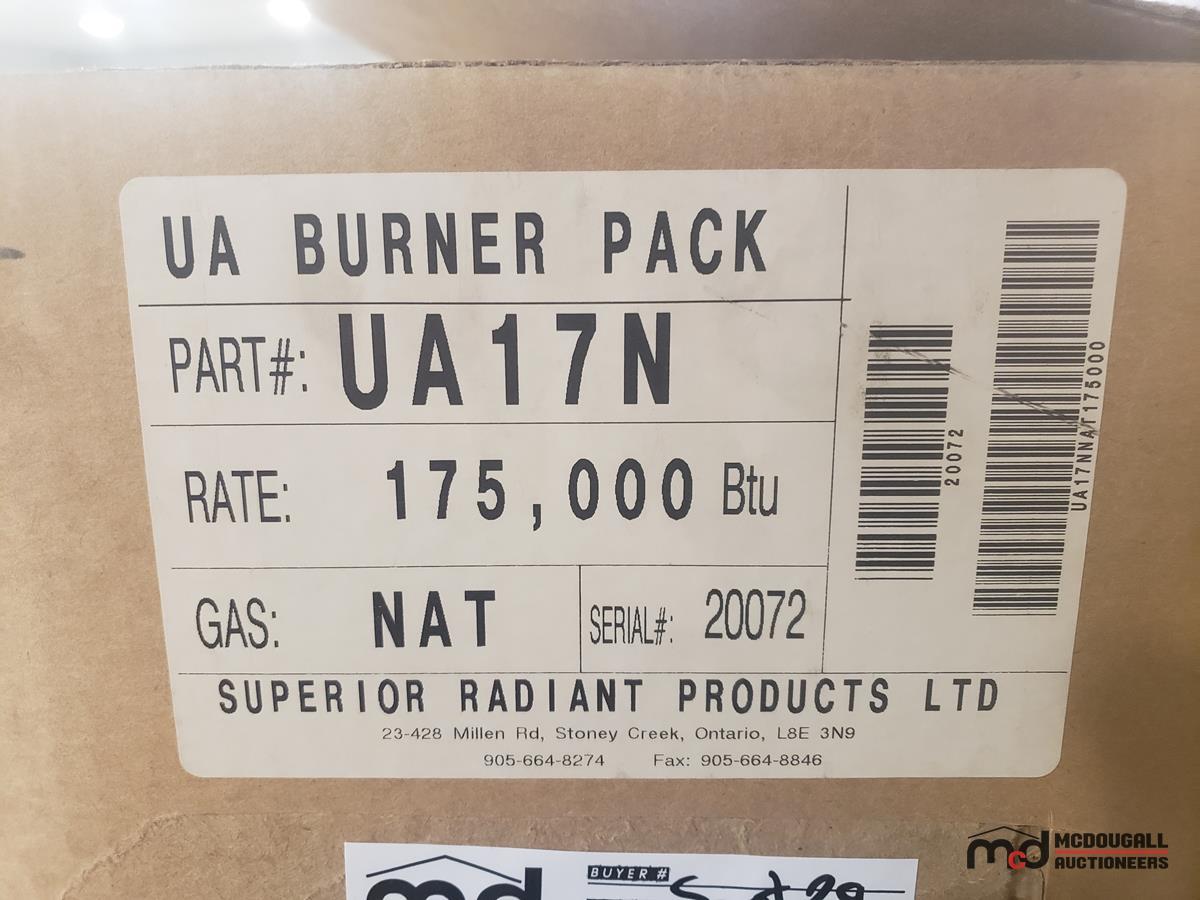 UA BURNER PACK
PART#: UA17N
RATE: 175,000 Btu
GAS: NAT
SERIAL#: 20072
20072
UA17NNAT175000
SUPERIOR RADIANT PRODUCTS LTD
23-428 Millen Rd, Stoney Creek, Ontario, L8E 3N9
905-664-8274 Fax: 905-664-8846
md
BUYER #
mcd MCDOUGALL
AUCTIONEERS